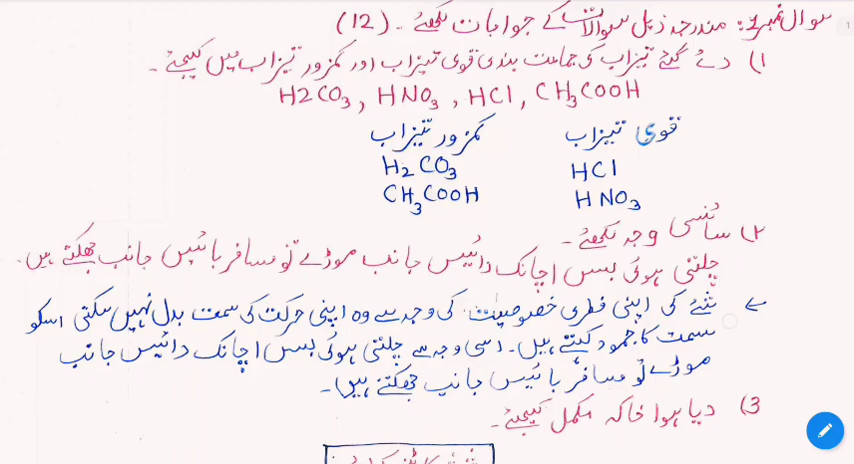 سوال نمبر2: مندرجہ ذیل سوالات کے جوابات لکھئے ۔ (12)
1) دئے گئے تیزاب کی جماعت بندی قوی تیزاب اور کمزور تیزاب میں کیجئے ۔
H2CO3, HNO3, HCl, CH3COOH
قوی تیزاب کمزور تیزاب
HCl H2CO3
HNO3 CH3COOH
2) سائنسی وجہ لکھئے ۔
چلتی ہوئی بس اچانک دائیں جانب موڑے تو مسافر بائیں جانب جھکتے ہیں ۔
← شئے کی اپنی فطری خصوصیت کی وجہ سے وہ اپنی حرکت کی سمت بدل نہیں سکتی اسکو
سمت کا جمود کہتے ہیں ۔ اسی وجہ سے چلتی ہوئی بس اچانک دائیں جانب
موڑے تو مسافر بائیں جانب جھکتے ہیں ۔
3) دیا ہوا خاکہ مکمل کیجئے ۔